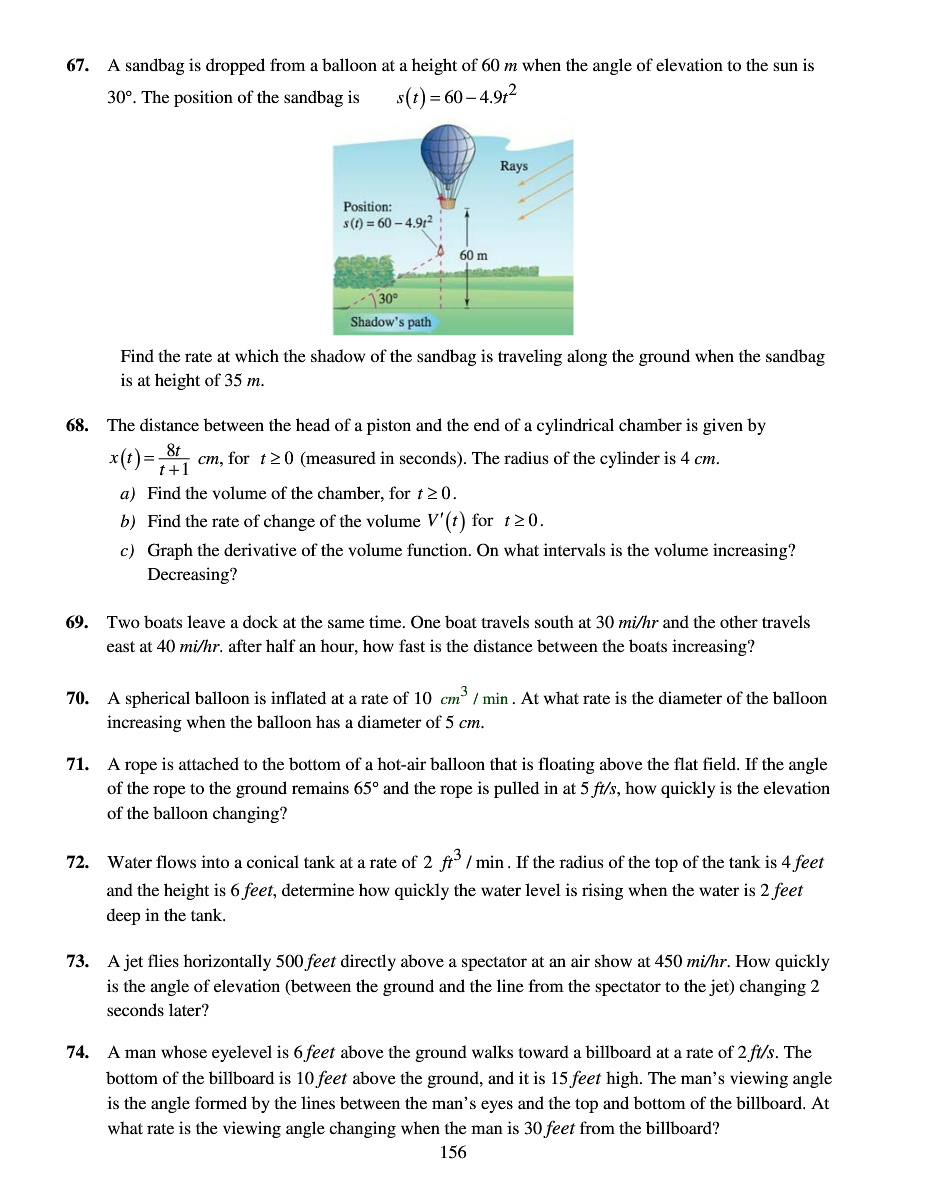 67. A sandbag is dropped from a balloon at a height of 60 m when the angle of elevation to the sun is
30°. The position of the sandbag is s(t) = 60 – 4.9t²
Rays
Position:
s(t) = 60 – 4.9t²
60 m
30°
Shadow's path
Find the rate at which the shadow of the sandbag is traveling along the ground when the sandbag
is at height of 35 m.
68. The distance between the head of a piston and the end of a cylindrical chamber is given by
x(t) = 8t/(t+1) cm, for t ≥ 0 (measured in seconds). The radius of the cylinder is 4 cm.
a) Find the volume of the chamber, for t ≥ 0.
b) Find the rate of change of the volume V'(t) for t ≥ 0.
c) Graph the derivative of the volume function. On what intervals is the volume increasing?
Decreasing?
69. Two boats leave a dock at the same time. One boat travels south at 30 mi/hr and the other travels
east at 40 mi/hr. after half an hour, how fast is the distance between the boats increasing?
70. A spherical balloon is inflated at a rate of 10 cm³ / min. At what rate is the diameter of the balloon
increasing when the balloon has a diameter of 5 cm.
71. A rope is attached to the bottom of a hot-air balloon that is floating above the flat field. If the angle
of the rope to the ground remains 65° and the rope is pulled in at 5 ft/s, how quickly is the elevation
of the balloon changing?
72. Water flows into a conical tank at a rate of 2 ft³ / min. If the radius of the top of the tank is 4 feet
and the height is 6 feet, determine how quickly the water level is rising when the water is 2 feet
deep in the tank.
73. A jet flies horizontally 500 feet directly above a spectator at an air show at 450 mi/hr. How quickly
is the angle of elevation (between the ground and the line from the spectator to the jet) changing 2
seconds later?
74. A man whose eyelevel is 6 feet above the ground walks toward a billboard at a rate of 2 ft/s. The
bottom of the billboard is 10 feet above the ground, and it is 15 feet high. The man's viewing angle
is the angle formed by the lines between the man's eyes and the top and bottom of the billboard. At
what rate is the viewing angle changing when the man is 30 feet from the billboard?
156